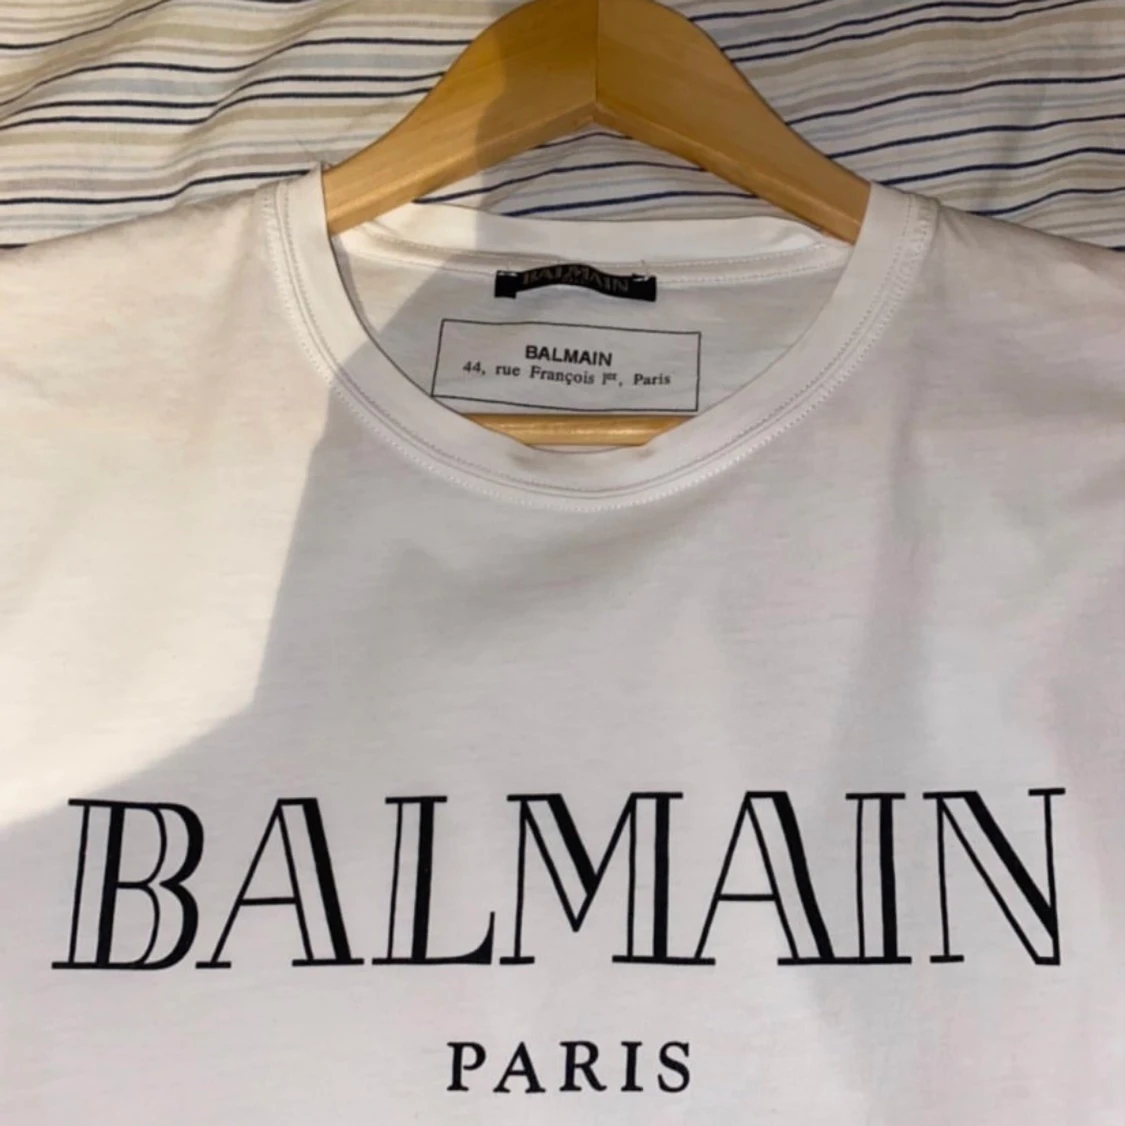 BALMAIN
BALMAIN
44, rue François Iᵉʳ, Paris
BALMAIN
PARIS